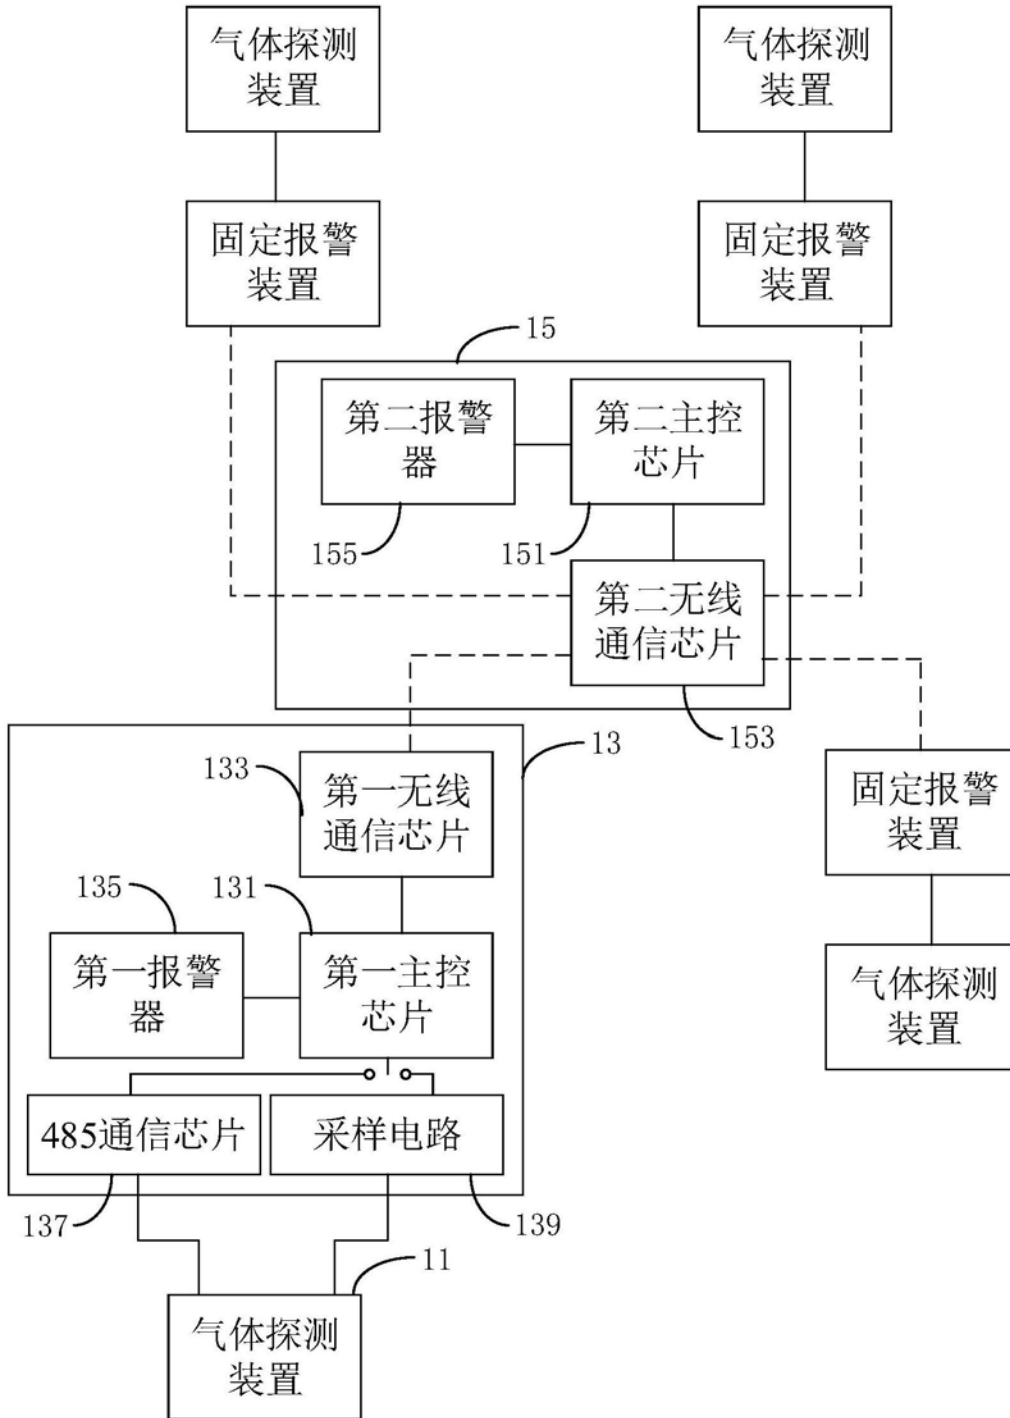 气体探测
装置
气体探测
装置
固定报警
装置
固定报警
装置
15
第二报警
器
第二主控
芯片
155
151
第二无线
通信芯片
153
13
133
第一无线
通信芯片
固定报警
装置
135
131
第一报警
器
第一主控
芯片
气体探测
装置
485通信芯片
采样电路
137
139
11
气体探测
装置